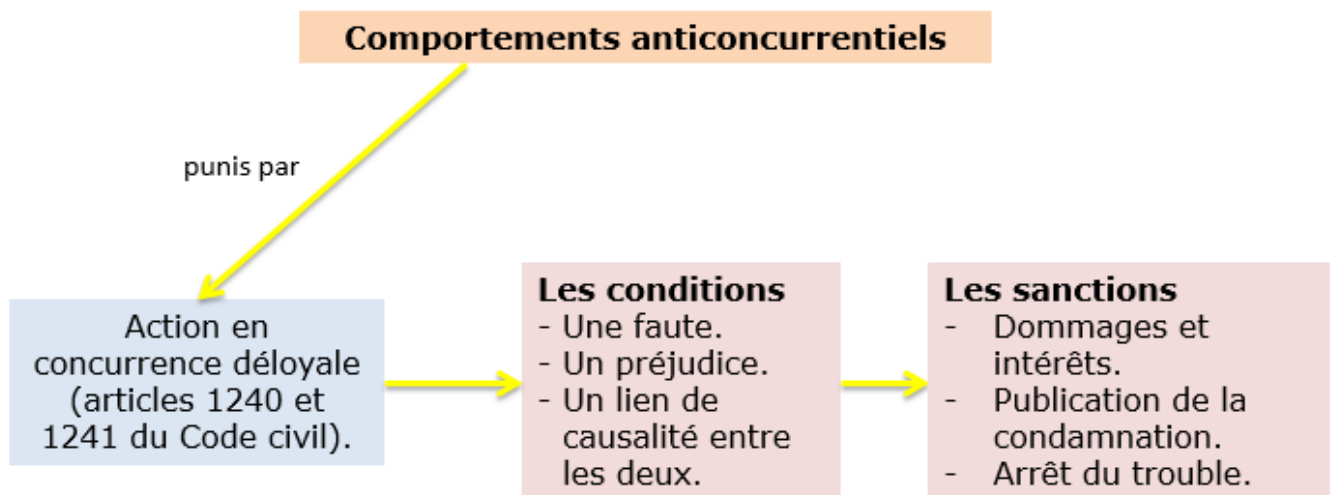 Comportements anticoncurrentiels
punis par
Action en
concurrence déloyale
(articles 1240 et
1241 du Code civil).
Les conditions
- Une faute.
- Un préjudice.
- Un lien de
causalité entre
les deux.
Les sanctions
- Dommages et
intérêts.
- Publication de la
condamnation.
- Arrêt du trouble.